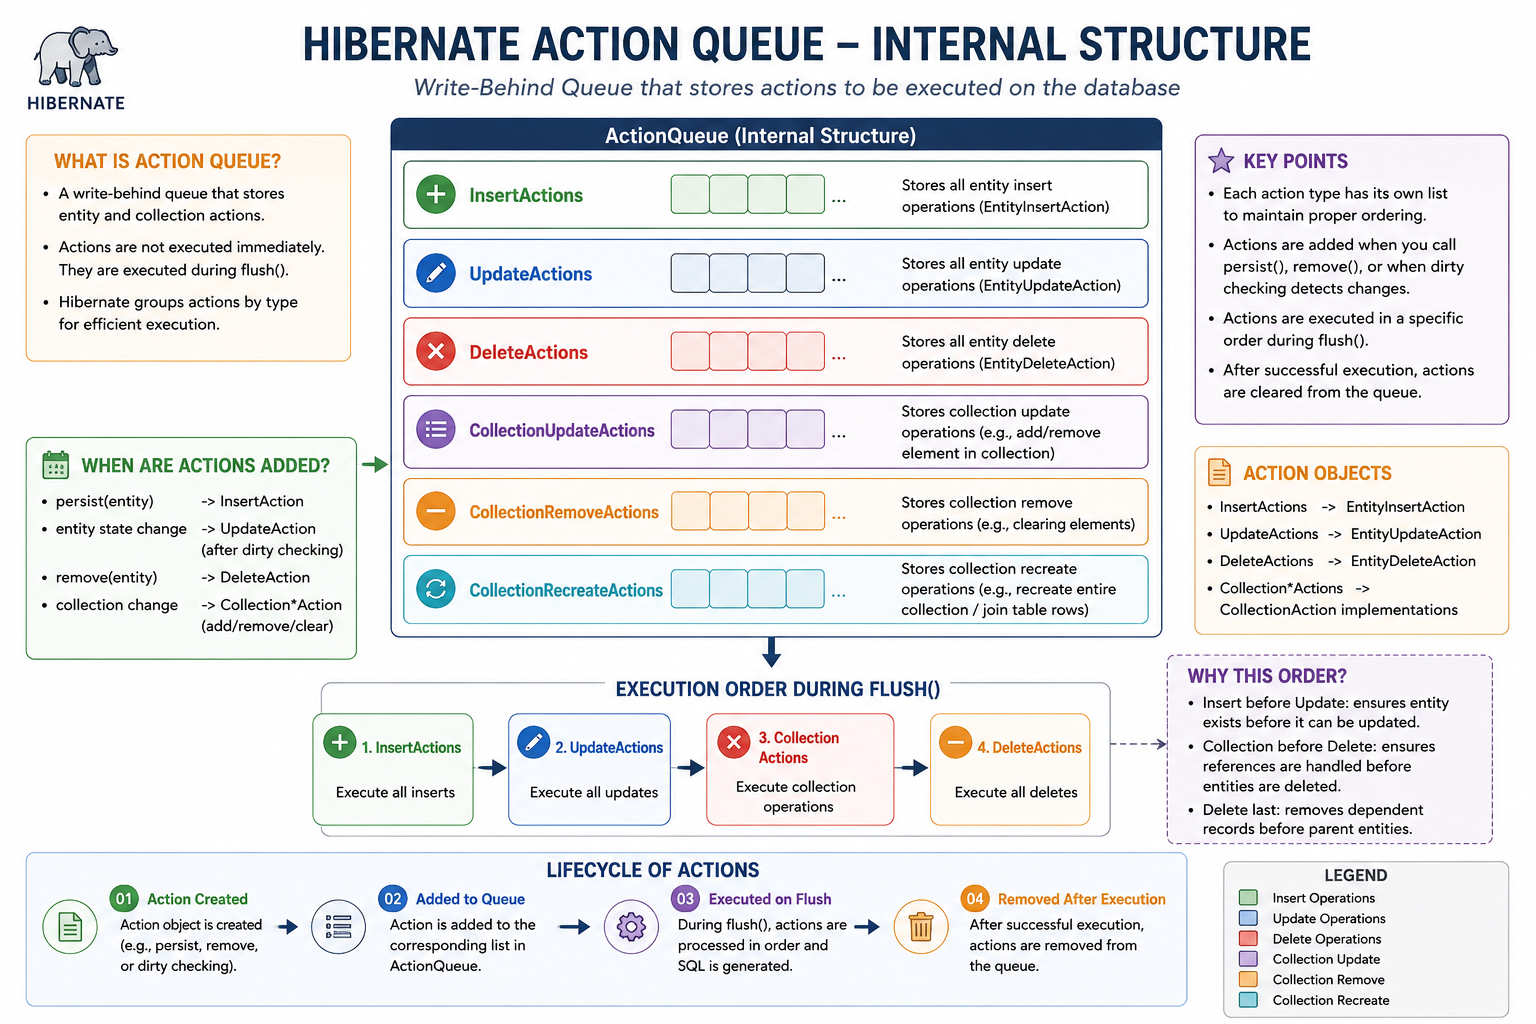 HIBERNATE
HIBERNATE ACTION QUEUE – INTERNAL STRUCTURE
Write-Behind Queue that stores actions to be executed on the database
WHAT IS ACTION QUEUE?
• A write-behind queue that stores
entity and collection actions.
• Actions are not executed immediately.
They are executed during flush().
• Hibernate groups actions by type
for efficient execution.
WHEN ARE ACTIONS ADDED?
• persist(entity) -> InsertAction
• entity state change -> UpdateAction
(after dirty checking)
• remove(entity) -> DeleteAction
• collection change -> Collection*Action
(add/remove/clear)
ActionQueue (Internal Structure)
InsertActions ...
Stores all entity insert
operations (EntityInsertAction)
UpdateActions ...
Stores all entity update
operations (EntityUpdateAction)
DeleteActions ...
Stores all entity delete
operations (EntityDeleteAction)
CollectionUpdateActions ...
Stores collection update
operations (e.g., add/remove
element in collection)
CollectionRemoveActions ...
Stores collection remove
operations (e.g., clearing elements)
CollectionRecreateActions ...
Stores collection recreate
operations (e.g., recreate entire
collection / join table rows)
KEY POINTS
• Each action type has its own list
to maintain proper ordering.
• Actions are added when you call
persist(), remove(), or when dirty
checking detects changes.
• Actions are executed in a specific
order during flush().
• After successful execution, actions
are cleared from the queue.
ACTION OBJECTS
• InsertActions -> EntityInsertAction
• UpdateActions -> EntityUpdateAction
• DeleteActions -> EntityDeleteAction
• Collection*Actions ->
CollectionAction implementations
EXECUTION ORDER DURING FLUSH()
1. InsertActions
Execute all inserts
2. UpdateActions
Execute all updates
3. Collection
Actions
Execute collection
operations
4. DeleteActions
Execute all deletes
WHY THIS ORDER?
• Insert before Update: ensures entity
exists before it can be updated.
• Collection before Delete: ensures
references are handled before
entities are deleted.
• Delete last: removes dependent
records before parent entities.
LIFECYCLE OF ACTIONS
01 Action Created
Action object is created
(e.g., persist, remove,
or dirty checking).
02 Added to Queue
Action is added to the
corresponding list in
ActionQueue.
03 Executed on Flush
During flush(), actions are
processed in order and
SQL is generated.
04 Removed After Execution
After successful execution,
actions are removed from
the queue.
LEGEND
Insert Operations
Update Operations
Delete Operations
Collection Update
Collection Remove
Collection Recreate